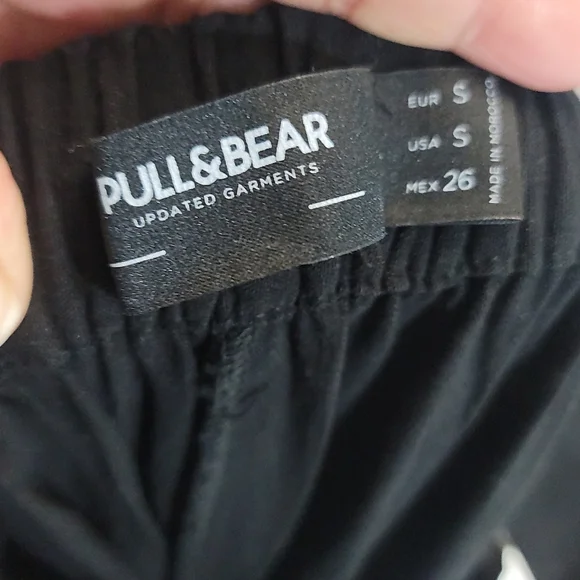 PULL&BEAR
UPDATED GARMENTS
EUR S
USA S
MEX 26
MADE IN MOROCCO